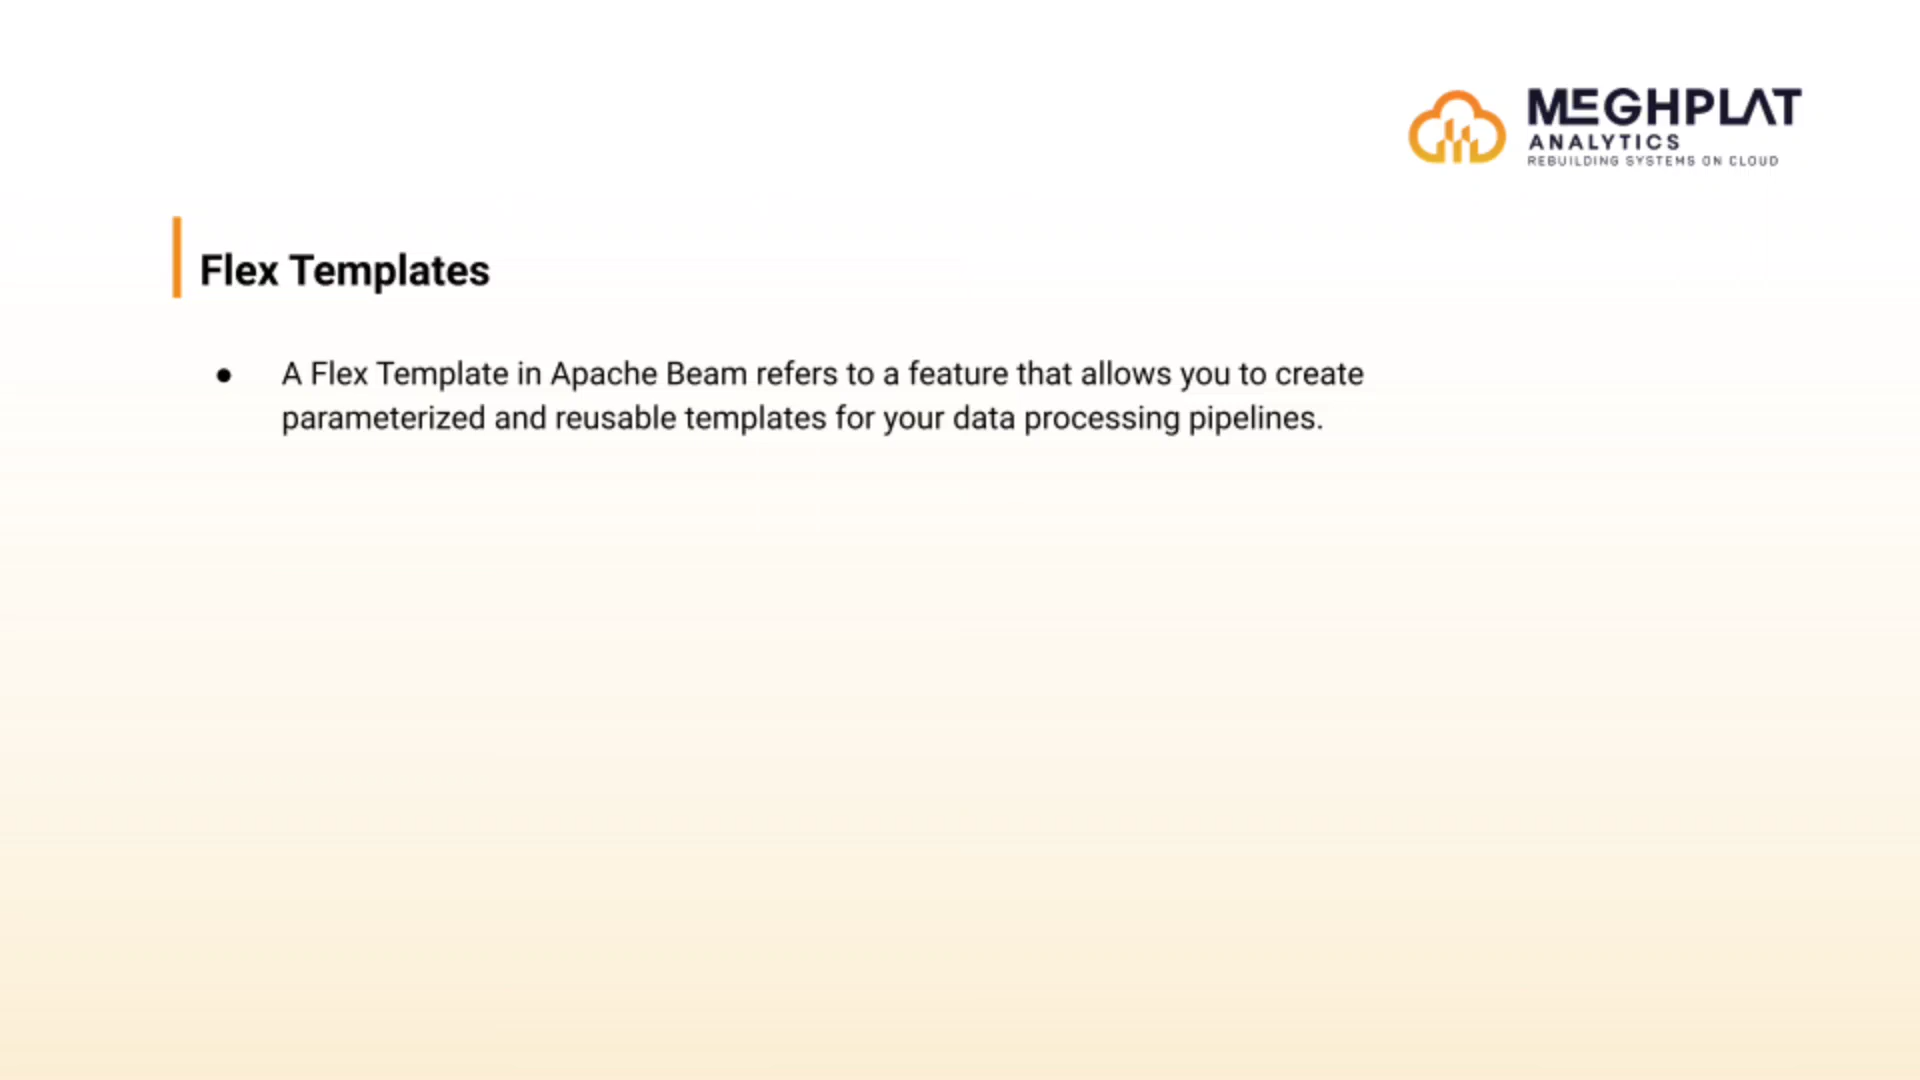 MEGHPLAT
ANALYTICS
REBUILDING SYSTEMS ON CLOUD
Flex Templates
● A Flex Template in Apache Beam refers to a feature that allows you to create
parameterized and reusable templates for your data processing pipelines.